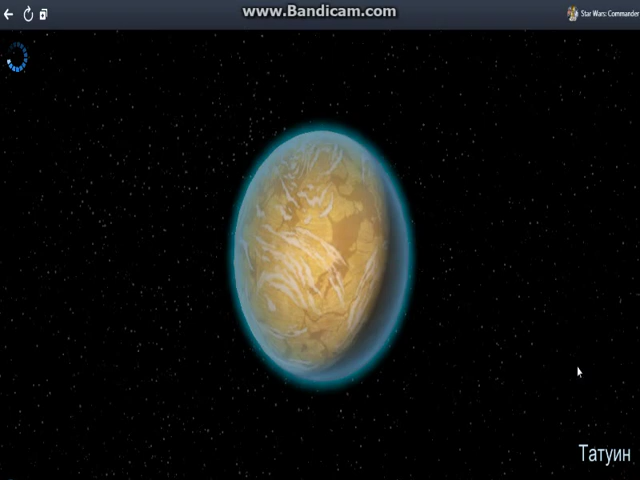 www.Bandicam.com
Star Wars: Commander
Татуин